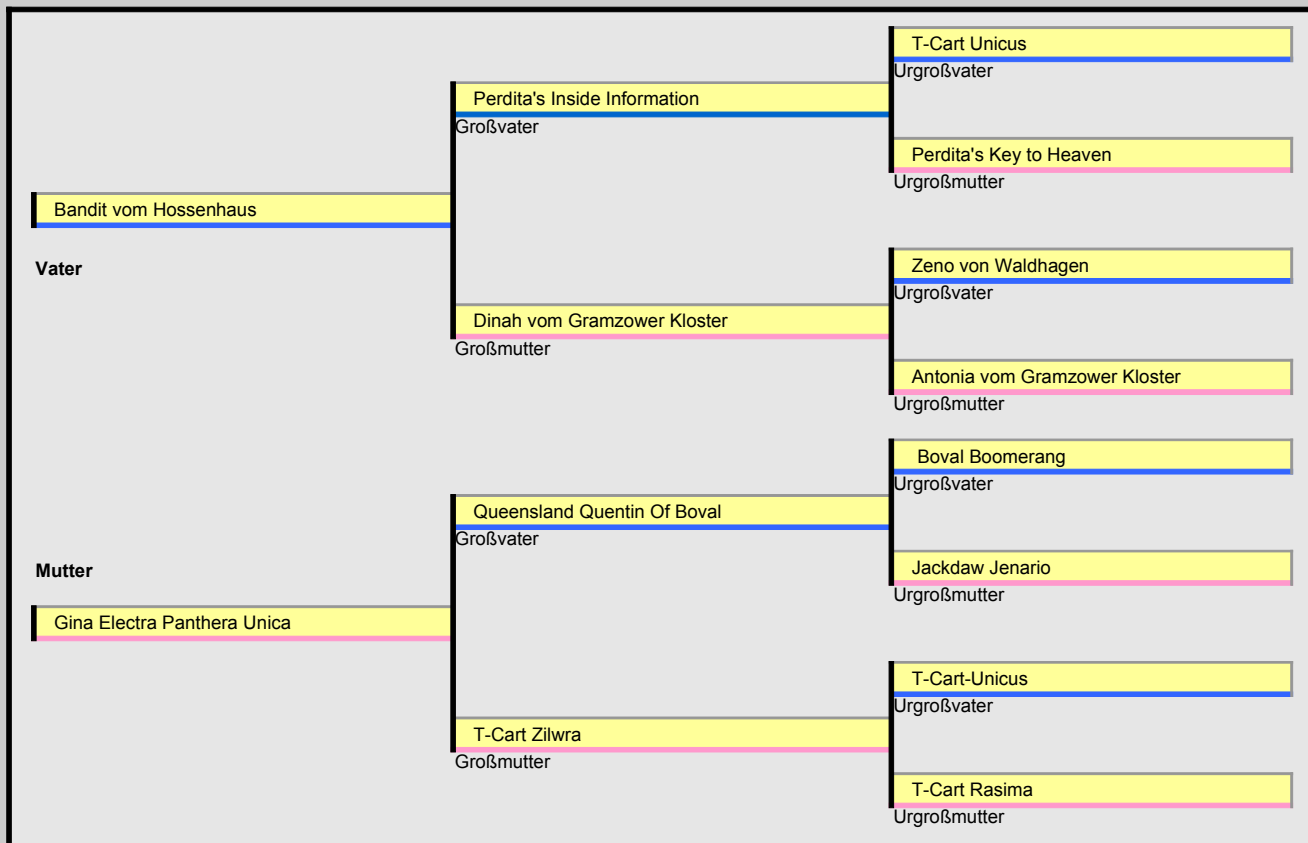 T-Cart Unicus
Urgroßvater
Perdita's Inside Information
Großvater
Perdita's Key to Heaven
Urgroßmutter
Bandit vom Hossenhaus
Vater
Zeno von Waldhagen
Urgroßvater
Dinah vom Gramzower Kloster
Großmutter
Antonia vom Gramzower Kloster
Urgroßmutter
Boval Boomerang
Urgroßvater
Queensland Quentin Of Boval
Großvater
Jackdaw Jenario
Urgroßmutter
Mutter
Gina Electra Panthera Unica
T-Cart-Unicus
Urgroßvater
T-Cart Zilwra
Großmutter
T-Cart Rasima
Urgroßmutter